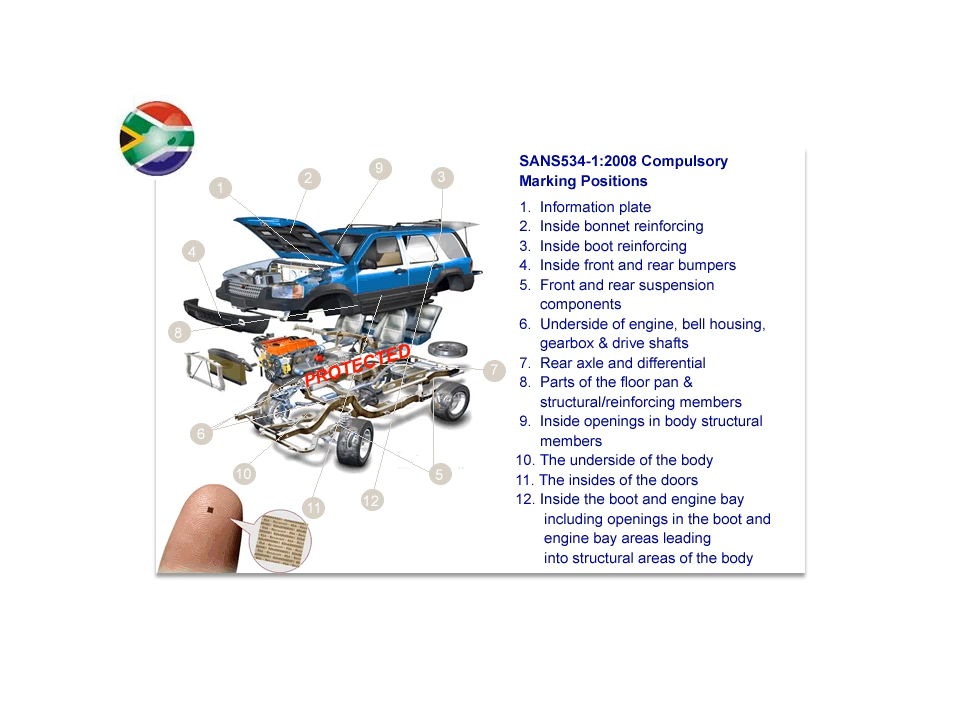 SANS534-1:2008 Compulsory
Marking Positions
1. Information plate
2. Inside bonnet reinforcing
3. Inside boot reinforcing
4. Inside front and rear bumpers
5. Front and rear suspension
components
6. Underside of engine, bell housing,
gearbox & drive shafts
7. Rear axle and differential
8. Parts of the floor pan &
structural/reinforcing members
9. Inside openings in body structural
members
10. The underside of the body
11. The insides of the doors
12. Inside the boot and engine bay
including openings in the boot and
engine bay areas leading
into structural areas of the body
1
2
9
3
4
8
PROTECTED
7
6
10
5
11
12